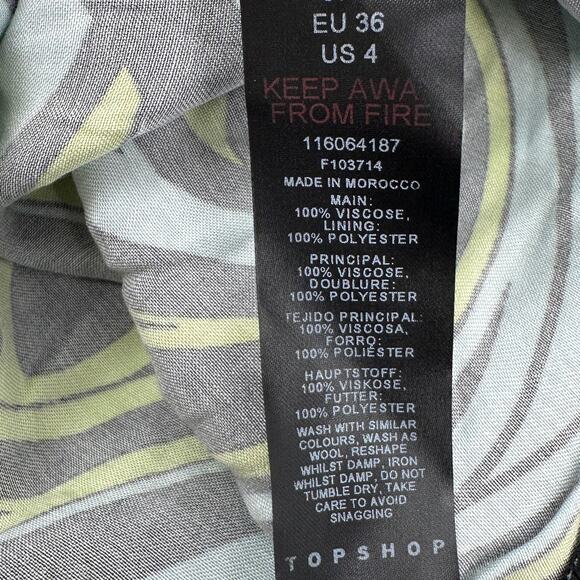 EU 36
US 4
KEEP AWAY
FROM FIRE
116064187
F103714
MADE IN MOROCCO
MAIN:
100% VISCOSE,
LINING:
100% POLYESTER
PRINCIPAL:
100% VISCOSE,
DOUBLURE:
100% POLYESTER
TEJIDO PRINCIPAL:
100% VISCOSA,
FORRO:
100% POLIÉSTER
HAUPTSTOFF:
100% VISKOSE,
FUTTER:
100% POLYESTER
WASH WITH SIMILAR
COLOURS, WASH AS
WOOL, RESHAPE
WHILST DAMP, IRON
WHILST DAMP, DO NOT
TUMBLE DRY, TAKE
CARE TO AVOID
SNAGGING
TOPSHOP